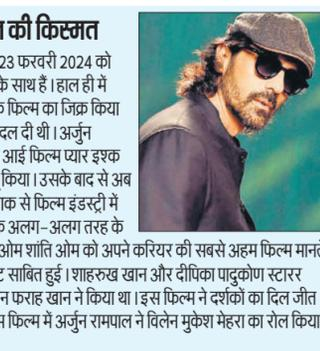 की किस्मत
23 फरवरी 2024 को
के साथ हैं। हाल ही में
फिल्म का जिक्र किया
दल दी थी। अर्जुन
आई फिल्म प्यार इश्क
किया। उसके बाद से अब
क से फिल्म इंडस्ट्री में
अलग-अलग तरह के
ओम शांति ओम को अपने करियर की सबसे अहम फिल्म मानते
साबित हुई। शाहरुख खान और दीपिका पादुकोण स्टारर
फराह खान ने किया था। इस फिल्म ने दर्शकों का दिल जीत
फिल्म में अर्जुन रामपाल ने विलेन मुकेश मेहरा का रोल किया